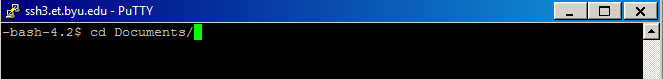 ssh3.et.byu.edu - PuTTY
-bash-4.2$ cd Documents/